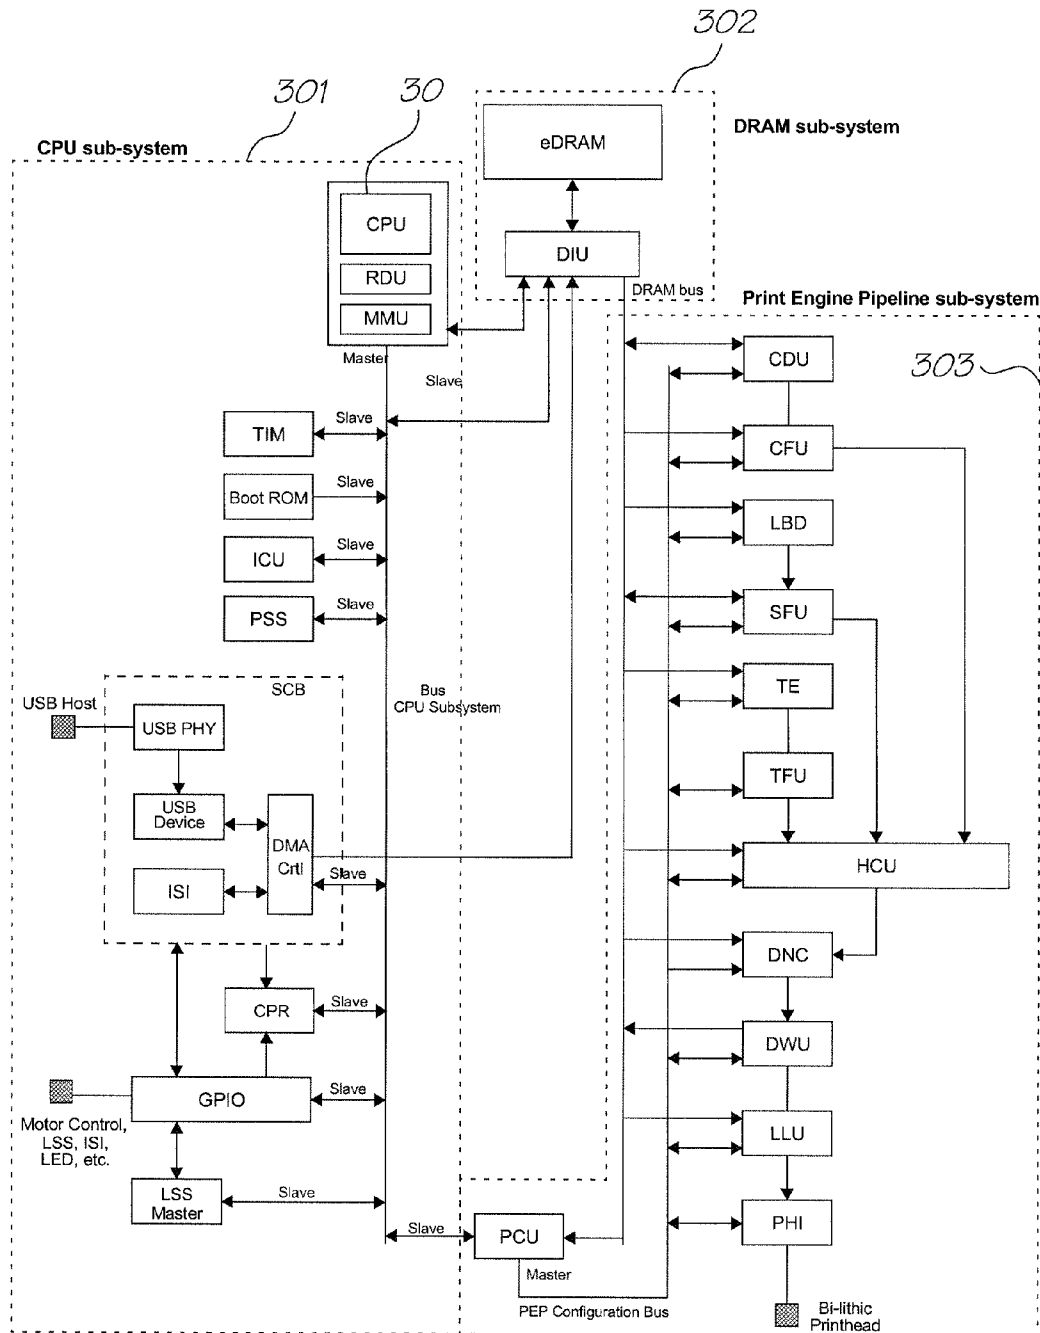 302
301
30
CPU sub-system
DRAM sub-system
eDRAM
CPU
DIU
RDU
MMU
DRAM bus
Print Engine Pipeline sub-system
Master
Slave
303
CDU
TIM
Slave
CFU
Boot ROM
Slave
LBD
ICU
Slave
PSS
Slave
SFU
SCB
Bus
CPU Subsystem
TE
USB Host
USB PHY
TFU
USB
Device
DMA
Crtl
Slave
HCU
ISI
DNC
CPR
Slave
DWU
GPIO
Slave
Motor Control,
LSS, ISI,
LED, etc.
LLU
LSS
Master
Slave
Slave
PCU
PHI
Master
PEP Configuration Bus
Bi-lithic
Printhead